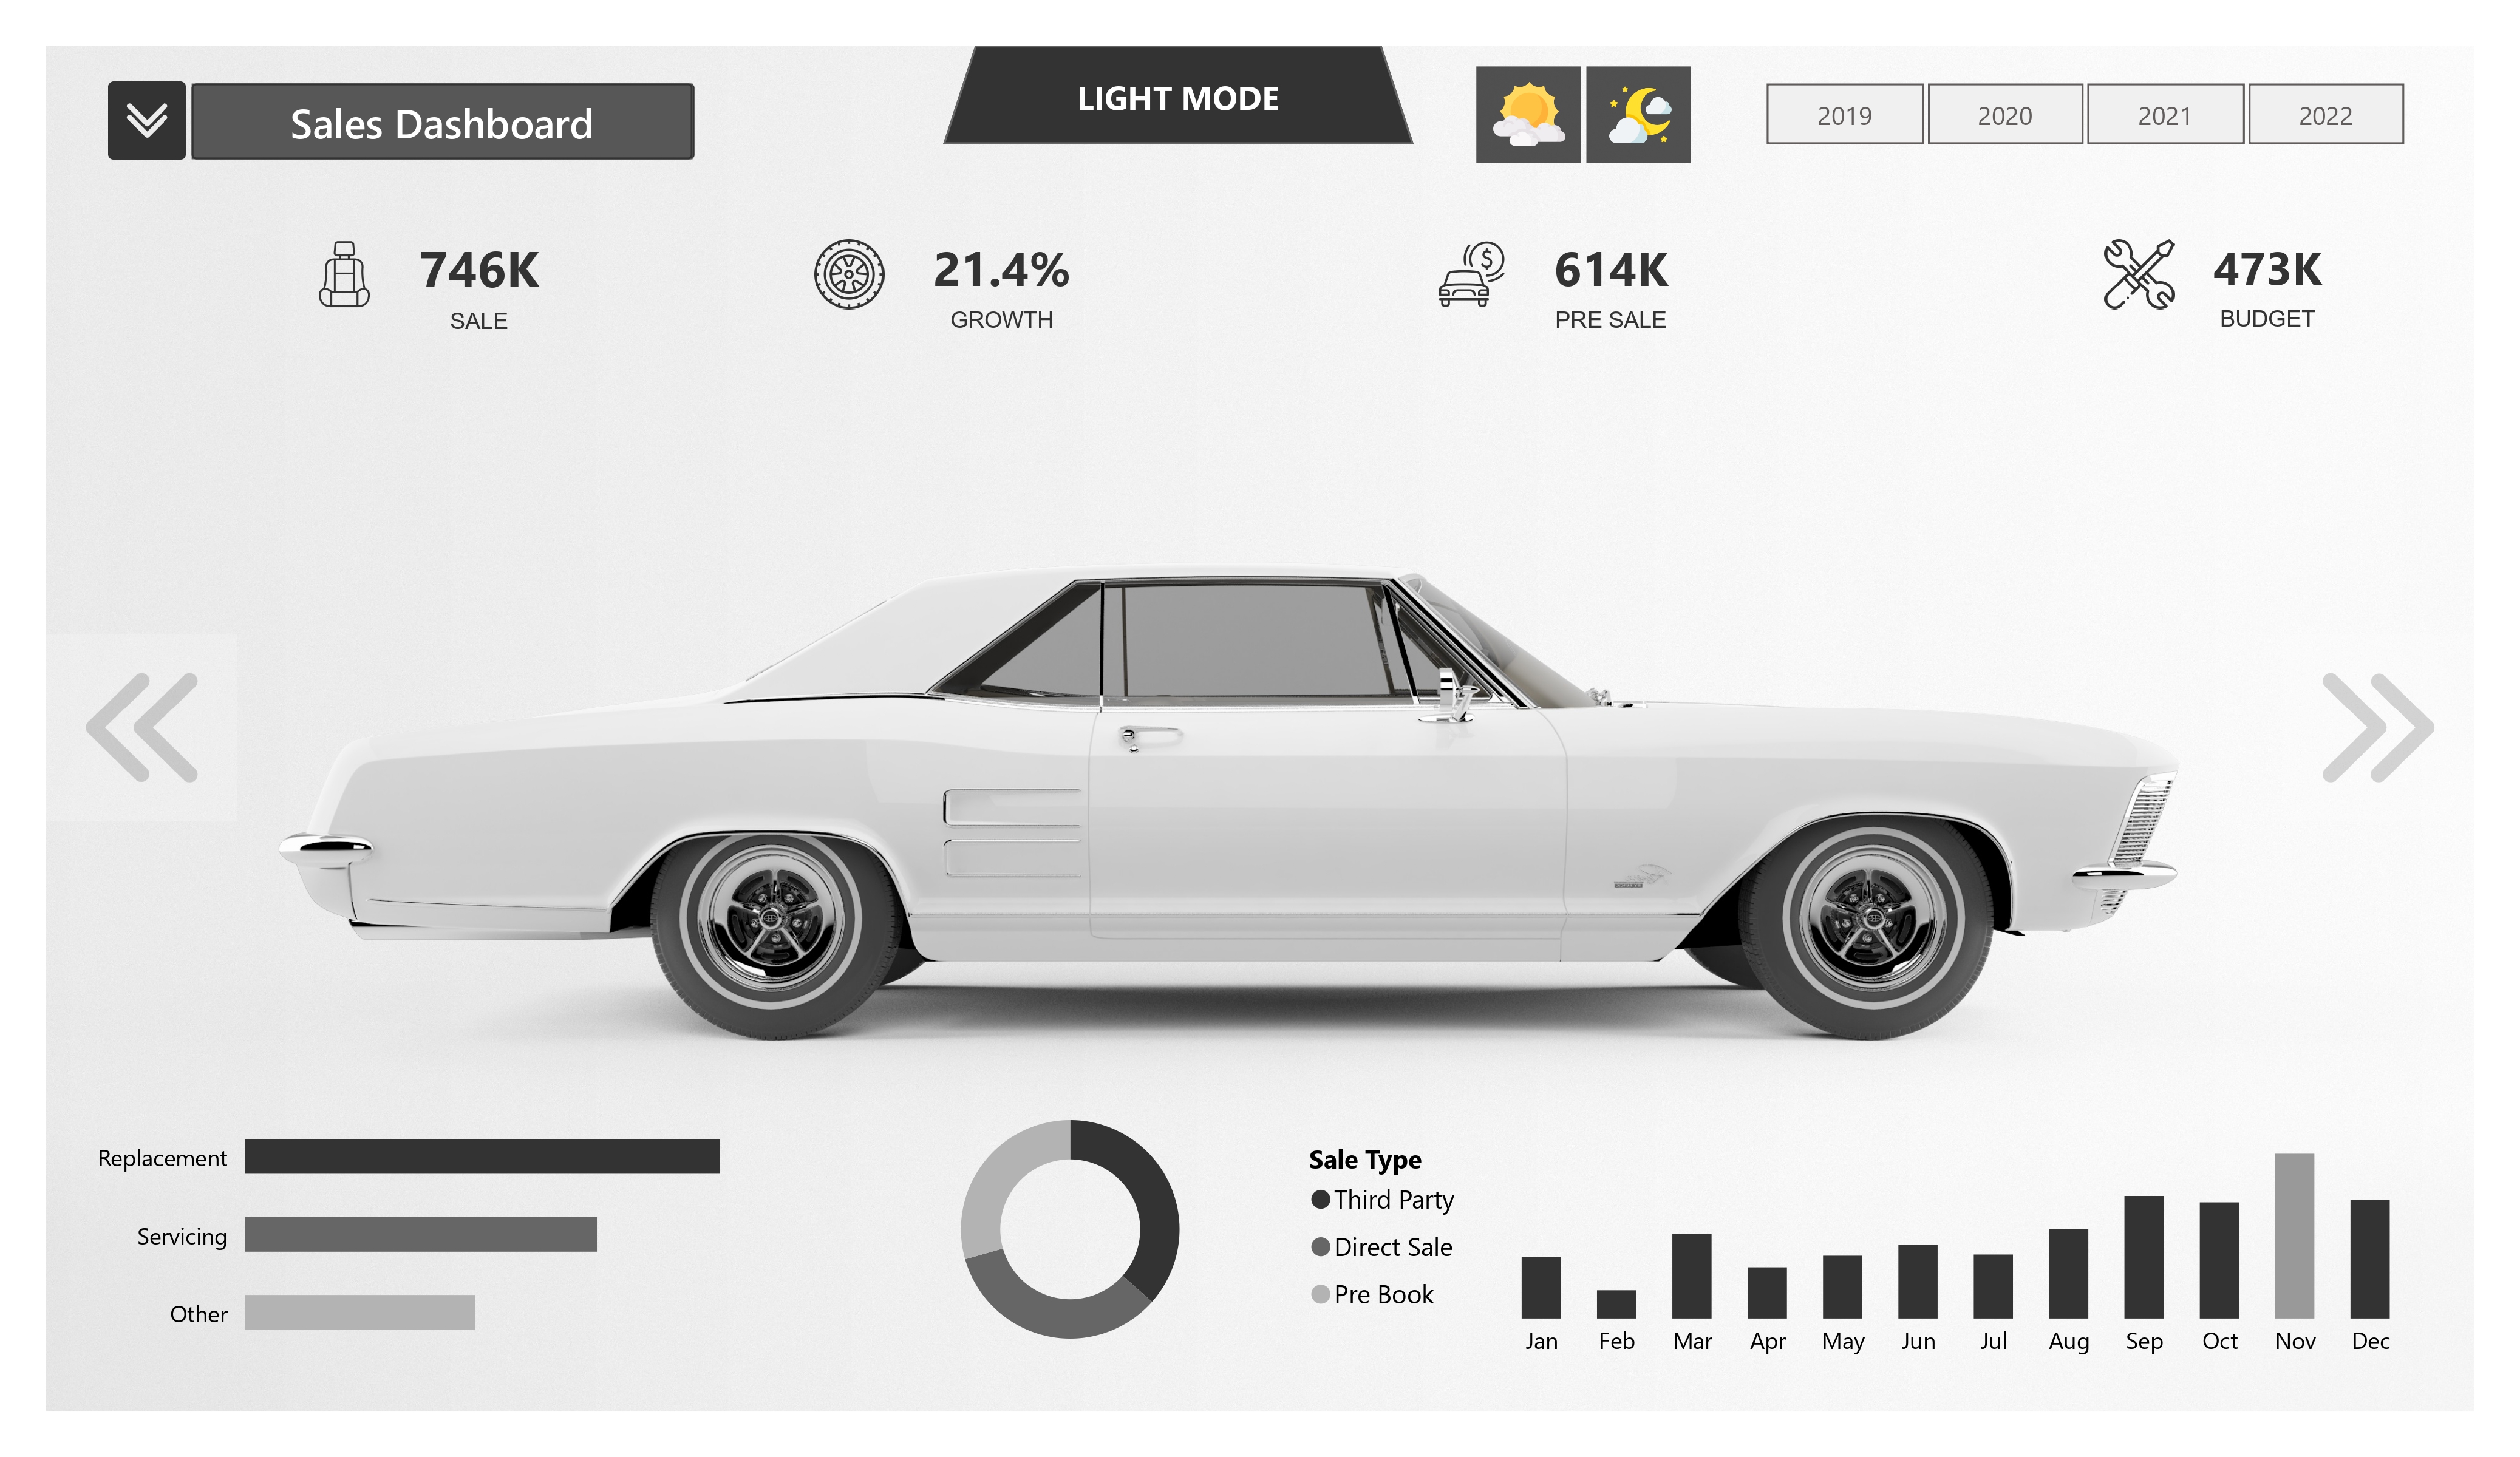 Sales Dashboard
LIGHT MODE
2019
2020
2021
2022
746K
SALE
21.4%
GROWTH
$
614K
PRE SALE
473K
BUDGET
Replacement
Servicing
Other
Sale Type
Third Party
Direct Sale
Pre Book
Jan Feb Mar Apr May Jun Jul Aug Sep Oct Nov Dec